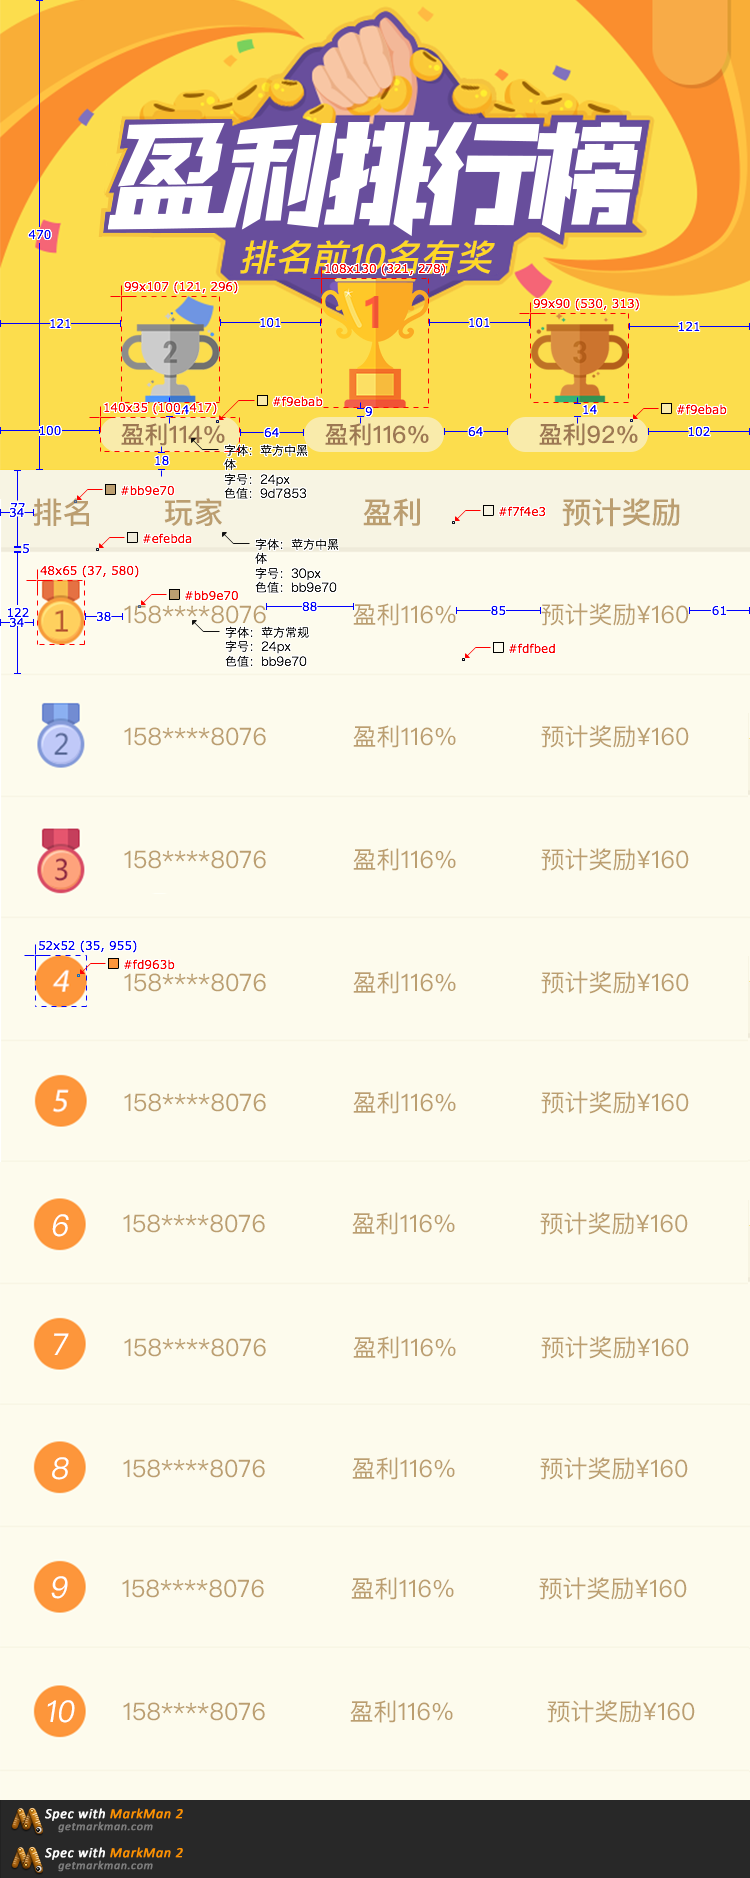 盈利排行榜
470
排名前10名有奖
108x130 (321, 278)
99x107 (121, 296)
99x90 (530, 313)
1
2
3
121
101
101
121
#f9ebab
#f9ebab
140x35 (100, 417)
9
14
盈利114%
盈利116%
盈利92%
100
64
64
102
字体：苹方中黑体
字号：24px
色值：9d7853
18
#bb9e70
77
34
排名
玩家
盈利
预计奖励
#f7f4e3
#efebda
5
字体：苹方中黑体
字号：30px
色值：bb9e70
48x65 (37, 580)
#bb9e70
122
34
1
38
158****8076
88
盈利116%
85
预计奖励¥160
61
字体：苹方常规
字号：24px
色值：bb9e70
#fdfbed
2 158****8076 盈利116% 预计奖励¥160
3 158****8076 盈利116% 预计奖励¥160
52x52 (35, 955)
#fd963b
4 158****8076 盈利116% 预计奖励¥160
5 158****8076 盈利116% 预计奖励¥160
6 158****8076 盈利116% 预计奖励¥160
7 158****8076 盈利116% 预计奖励¥160
8 158****8076 盈利116% 预计奖励¥160
9 158****8076 盈利116% 预计奖励¥160
10 158****8076 盈利116% 预计奖励¥160
Spec with MarkMan 2
getmarkman.com
Spec with MarkMan 2
getmarkman.com